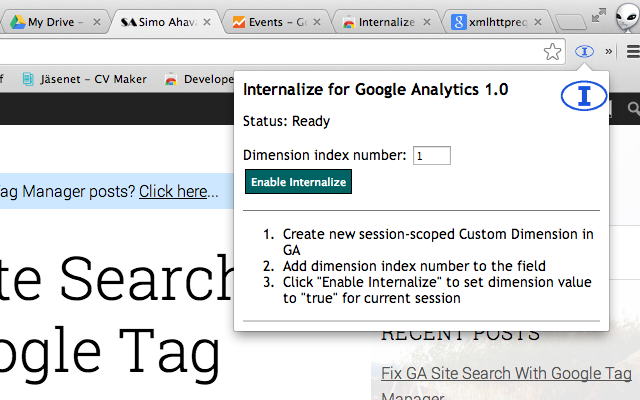 My Drive –
SA Simo Ahava
Events – G
Internalize
xmlhttpreq
»
f
Jäsenet – CV Maker
Develope
Internalize for Google Analytics 1.0
I
Status: Ready
Dimension index number: 1
Enable Internalize
1. Create new session-scoped Custom Dimension in
GA
2. Add dimension index number to the field
3. Click "Enable Internalize" to set dimension value
to "true" for current session
ag Manager posts? Click here...
te Search
ogle Tag
RECENT POSTS
Fix GA Site Search With Google Tag
Manager